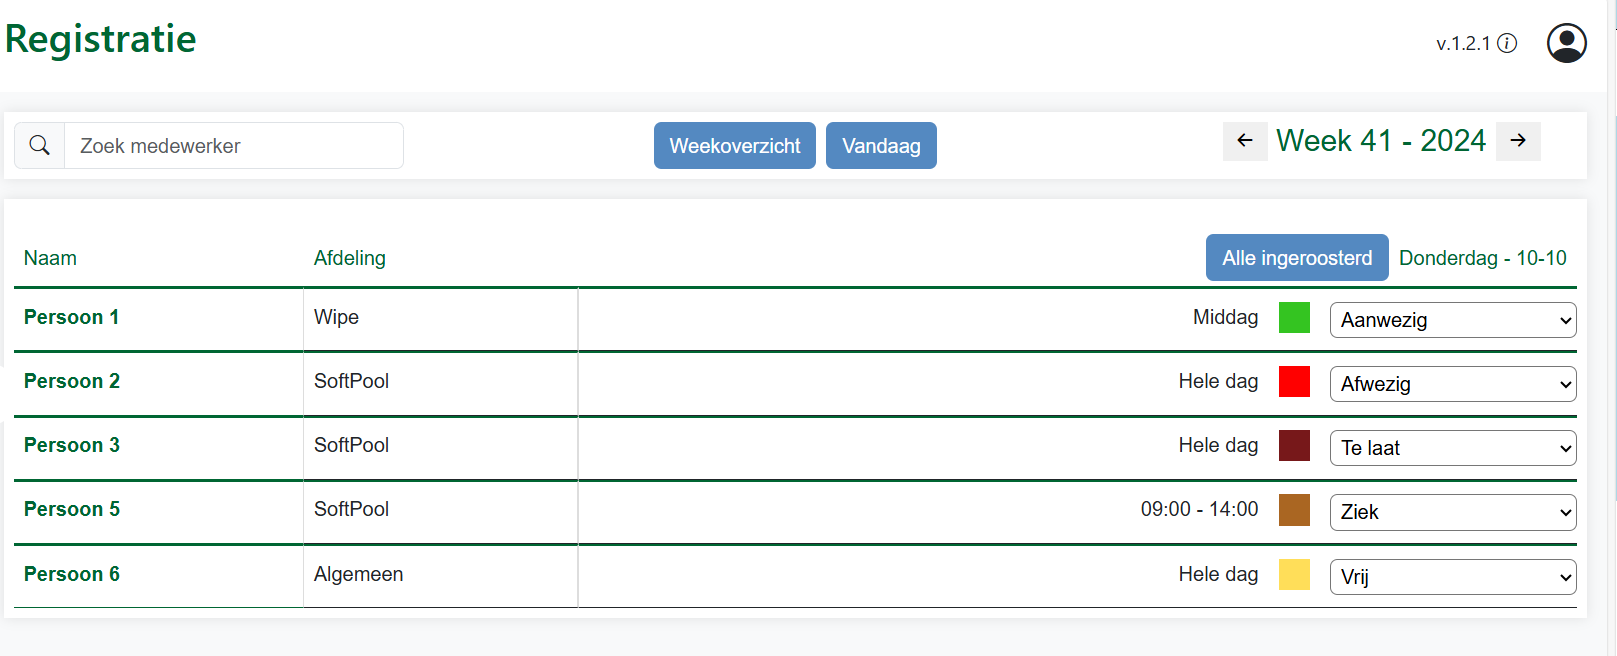 Registratie
v.1.2.1
Zoek medewerker
Weekoverzicht
Vandaag
Week 41 - 2024
Naam Afdeling Alle ingeroosterd Donderdag - 10-10
Persoon 1 Wipe Middag Aanwezig
Persoon 2 SoftPool Hele dag Afwezig
Persoon 3 SoftPool Hele dag Te laat
Persoon 5 SoftPool 09:00 - 14:00 Ziek
Persoon 6 Algemeen Hele dag Vrij